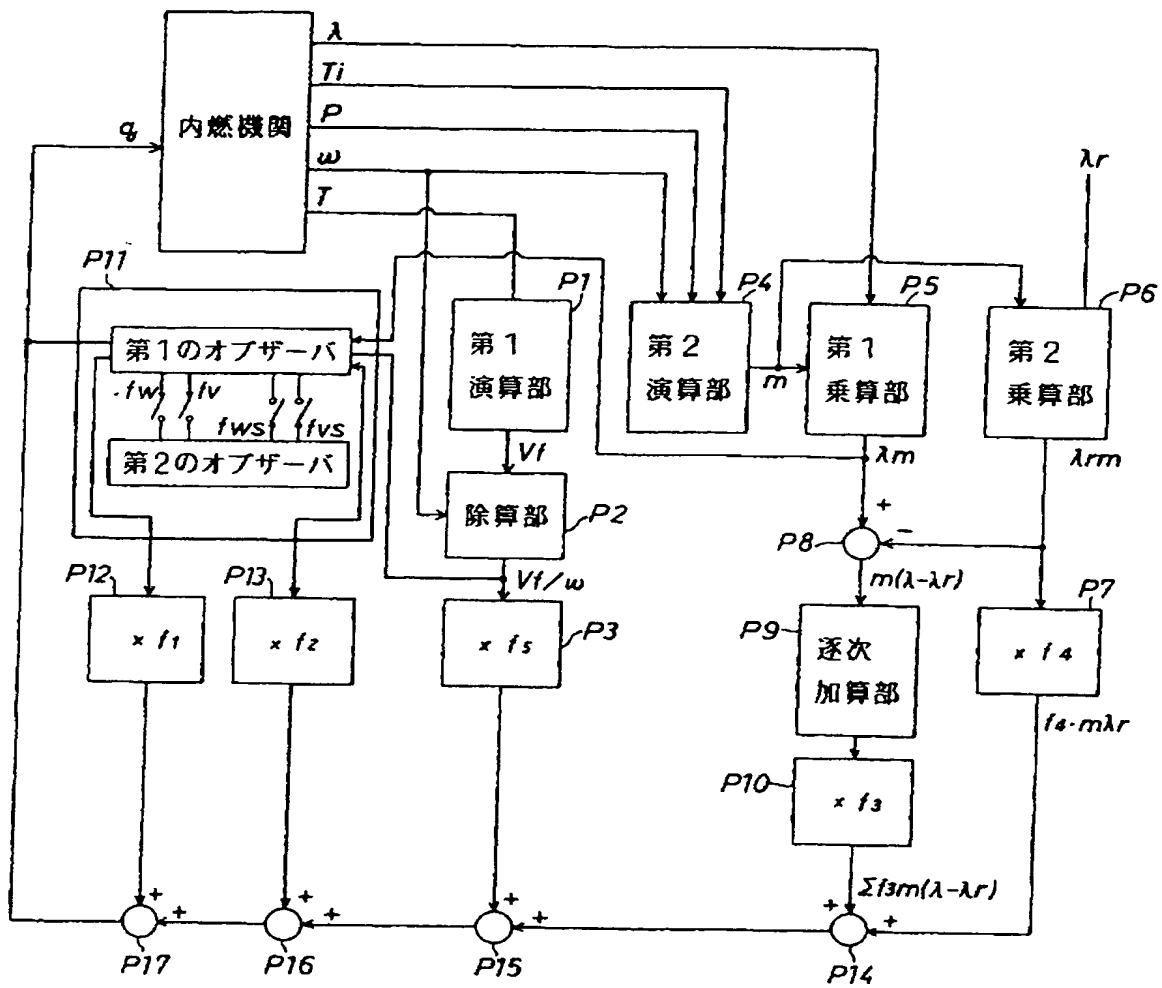 λ
Ti
P
ω
T
q
内燃機関
λr
P11
P1
P4
P5
P6
第1のオブザーバ
fw
fv
fws
fvs
第2のオブザーバ
第1
演算部
第2
演算部
m
第1
乗算部
第2
乗算部
Vf
λm
λrm
除算部
P2
+
-
P8
m(λ-λr)
P12
P13
Vf/ω
P7
× f1
× f2
× f5
P3
P9
逐次
加算部
× f4
f4・mλr
P10
× f3
Σf3m(λ-λr)
+
+
+
+
+
+
+
+
P17
P16
P15
P14